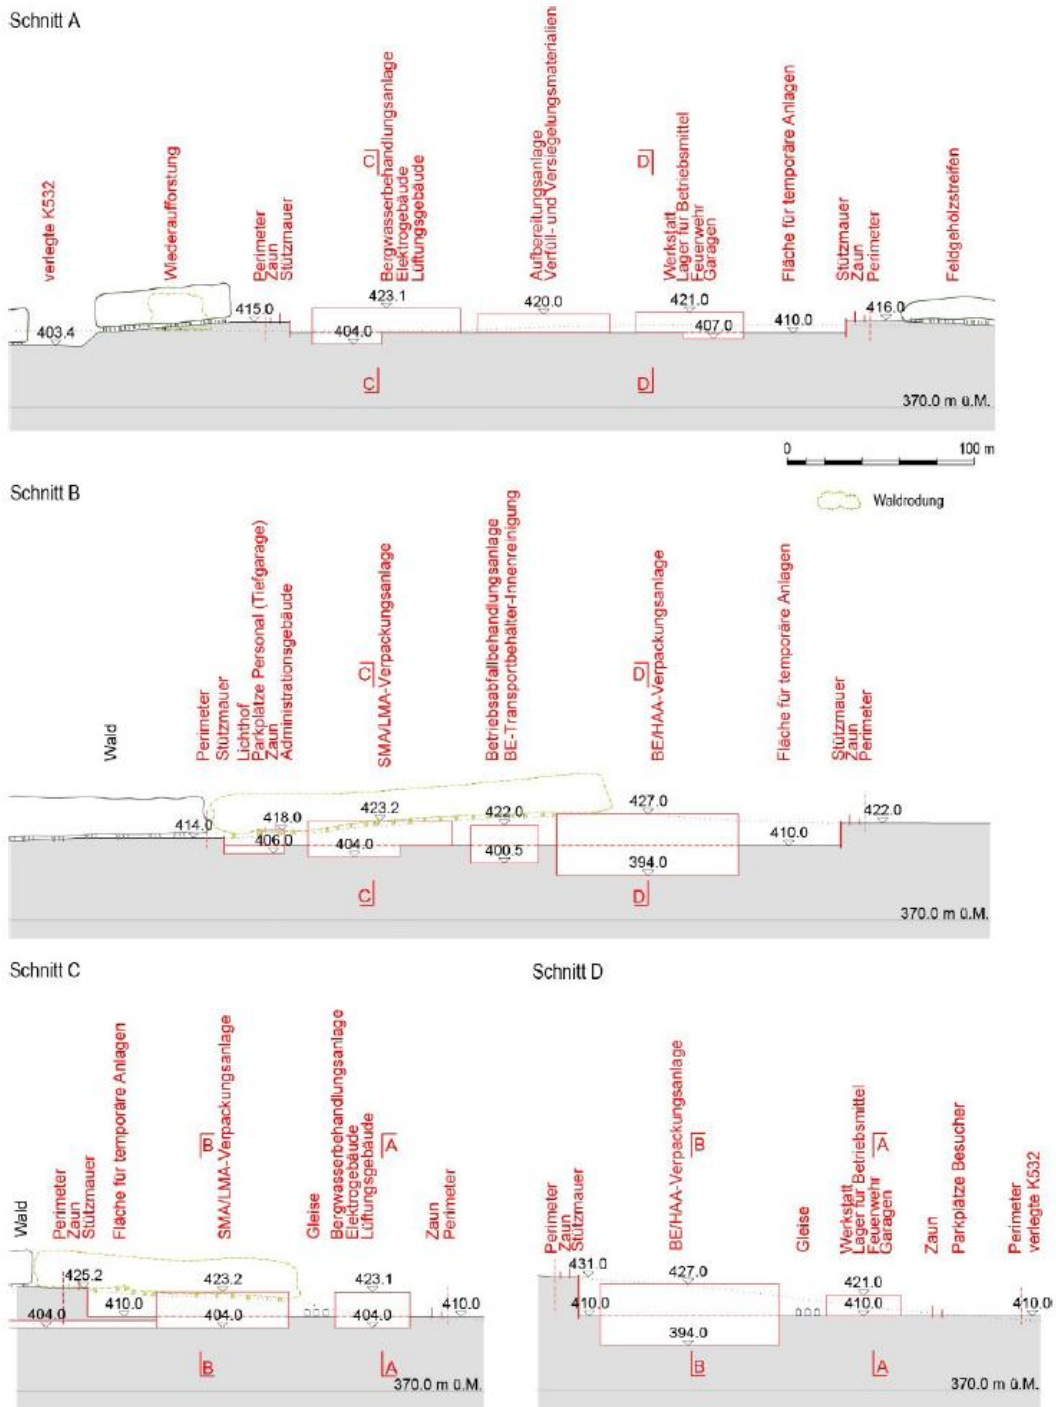 Schnitt A
verlegte K532
Wiederaufforstung
Perimeter
Zaun
Stützmauer
C
Bergwasserbehandlungsanlage
Elektrogebäude
Lüftungsgebäude
Aufbereitungsanlage
Verfüll- und Versiegelungsmaterialien
D
Werkstatt
Lager für Betriebsmittel
Feuerwehr
Garagen
Fläche für temporäre Anlagen
Stützmauer
Zaun
Perimeter
Feldgehölzstreifen
403.4
415.0
423.1
404.0
420.0
421.0
407.0
410.0
416.0
C
D
370.0 m ü.M.
0 100 m
Waldrodung
Schnitt B
Wald
Perimeter
Stützmauer
Lichthof
Parkplätze Personal (Tiefgarage)
Zaun
Administrationsgebäude
C
SMA/LMA-Verpackungsanlage
Betriebsabfallbehandlungsanlage
BE-Transportbehälter-Innenreinigung
D
BE/HAA-Verpackungsanlage
Fläche für temporäre Anlagen
Stützmauer
Zaun
Perimeter
414.0
418.0
406.0
423.2
404.0
422.0
400.5
427.0
394.0
410.0
422.0
C
D
370.0 m ü.M.
Schnitt C
Wald
Perimeter
Zaun
Stützmauer
Fläche für temporäre Anlagen
B
SMA/LMA-Verpackungsanlage
Gleise
Bergwasserbehandlungsanlage
Elektrogebäude
Lüftungsgebäude
A
Zaun
Perimeter
425.2
404.0
410.0
423.2
404.0
423.1
404.0
410.0
B
A
370.0 m ü.M.
Schnitt D
Perimeter
Zaun
Stützmauer
BE/HAA-Verpackungsanlage
B
Gleise
Werkstatt
Lager für Betriebsmittel
Feuerwehr
Garagen
A
Zaun
Parkplätze Besucher
Perimeter
verlegte K532
431.0
410.0
427.0
394.0
421.0
410.0
410.0
B
A
370.0 m ü.M.